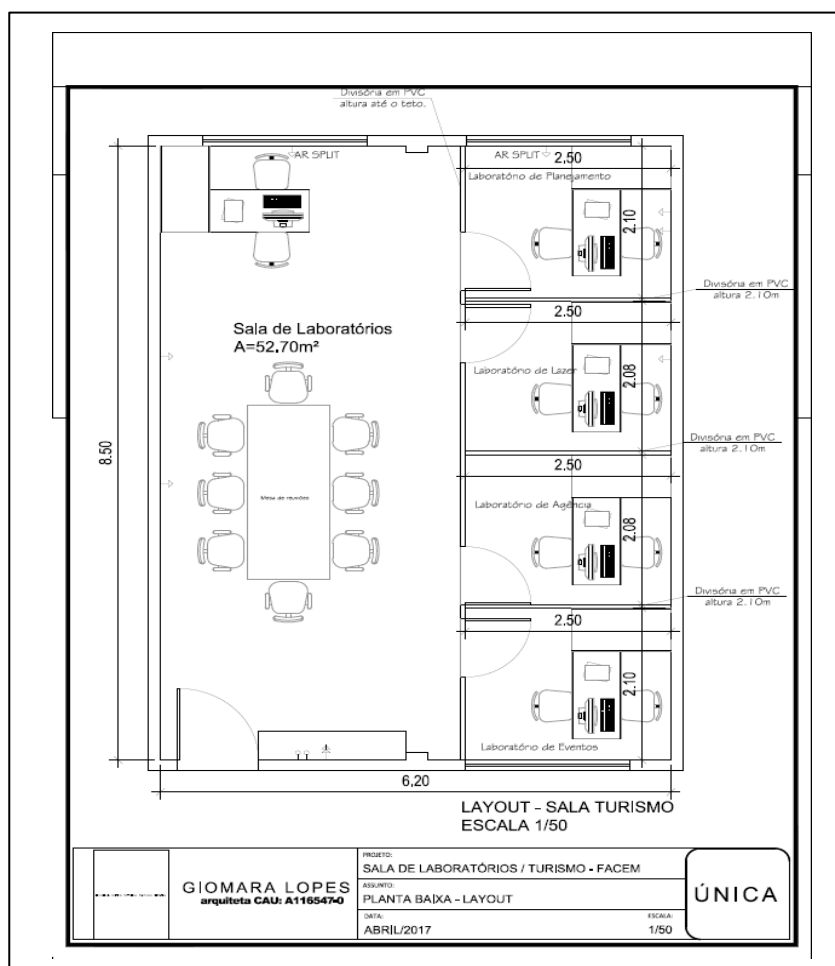 Divisória em PVC
altura até o teto.
AR SPLIT
AR SPLIT
2.50
Laboratório de Planejamento
2.10
Divisória em PVC
altura 2.10m
2.50
Sala de Laboratórios
A=52,70m²
Laboratório de Lazer
2.08
8.50
Divisória em PVC
altura 2.10m
2.50
Mesa de reuniões
Laboratório de Agência
2.08
Divisória em PVC
altura 2.10m
2.50
2.10
Laboratório de Eventos
6,20
LAYOUT - SALA TURISMO
ESCALA 1/50
GIOMARA LOPES
arquiteta CAU: A116547-0
PROJETO:
SALA DE LABORATÓRIOS / TURISMO - FACEM
ASSUNTO:
PLANTA BAIXA - LAYOUT
DATA:
ABRIL/2017
ESCALA:
1/50
ÚNICA